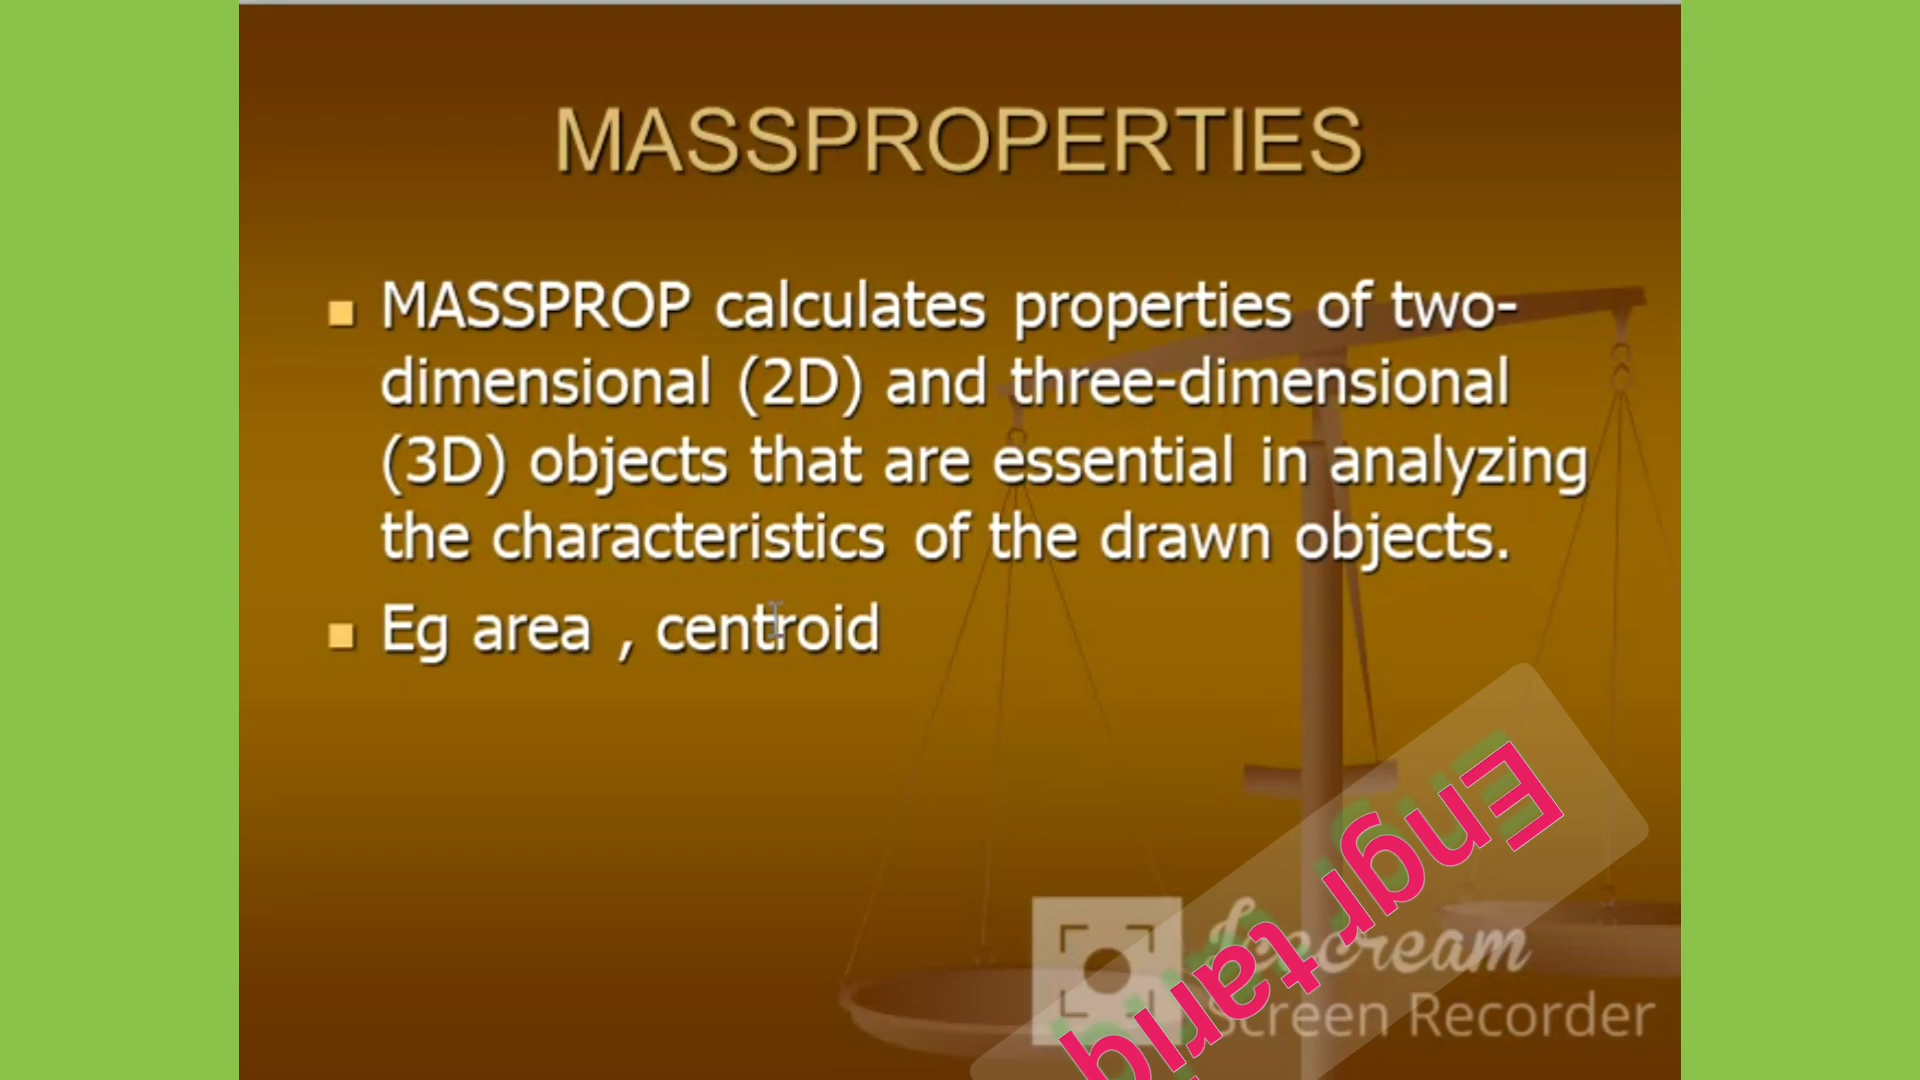 MASSPROPERTIES
MASSPROP calculates properties of two-
dimensional (2D) and three-dimensional
(3D) objects that are essential in analyzing
the characteristics of the drawn objects.
Eg area , centroid
Engr tariq
Icecream
Screen Recorder